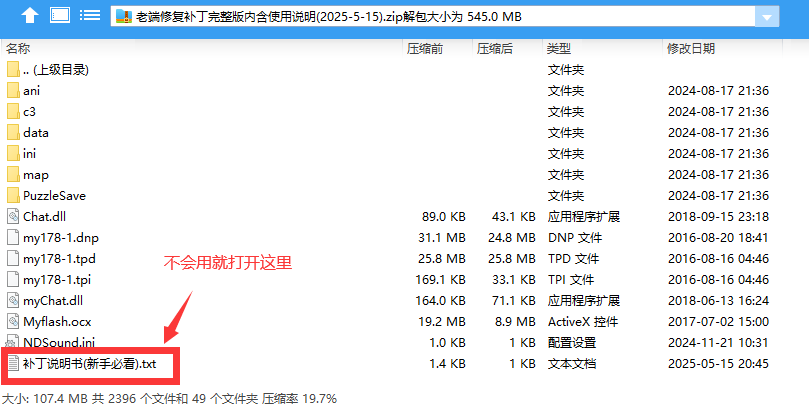 老端修复补丁完整版内含使用说明(2025-5-15).zip解包大小为 545.0 MB
名称 压缩前 压缩后 类型 修改日期
.. (上级目录) 文件夹
ani 文件夹 2024-08-17 21:36
c3 文件夹 2024-08-17 21:36
data 文件夹 2024-08-17 21:36
ini 文件夹 2024-08-17 21:36
map 文件夹 2024-08-17 21:36
PuzzleSave 文件夹 2024-08-17 21:36
Chat.dll 89.0 KB 43.1 KB 应用程序扩展 2018-09-15 23:18
my178-1.dnp 31.1 MB 24.8 MB DNP 文件 2016-08-20 18:41
my178-1.tpd 25.8 MB 25.8 MB TPD 文件 2016-08-16 04:46
不会用就打开这里
my178-1.tpi 169.1 KB 33.1 KB TPI 文件 2016-08-16 04:46
myChat.dll 164.0 KB 71.1 KB 应用程序扩展 2018-06-13 16:24
Myflash.ocx 19.2 MB 8.9 MB ActiveX 控件 2017-07-02 15:00
NDSound.ini 1.0 KB 1 KB 配置设置 2024-11-21 10:31
补丁说明书(新手必看).txt 1.4 KB 1 KB 文本文档 2025-05-15 20:45
大小: 107.4 MB 共 2396 个文件和 49 个文件夹 压缩率 19.7%